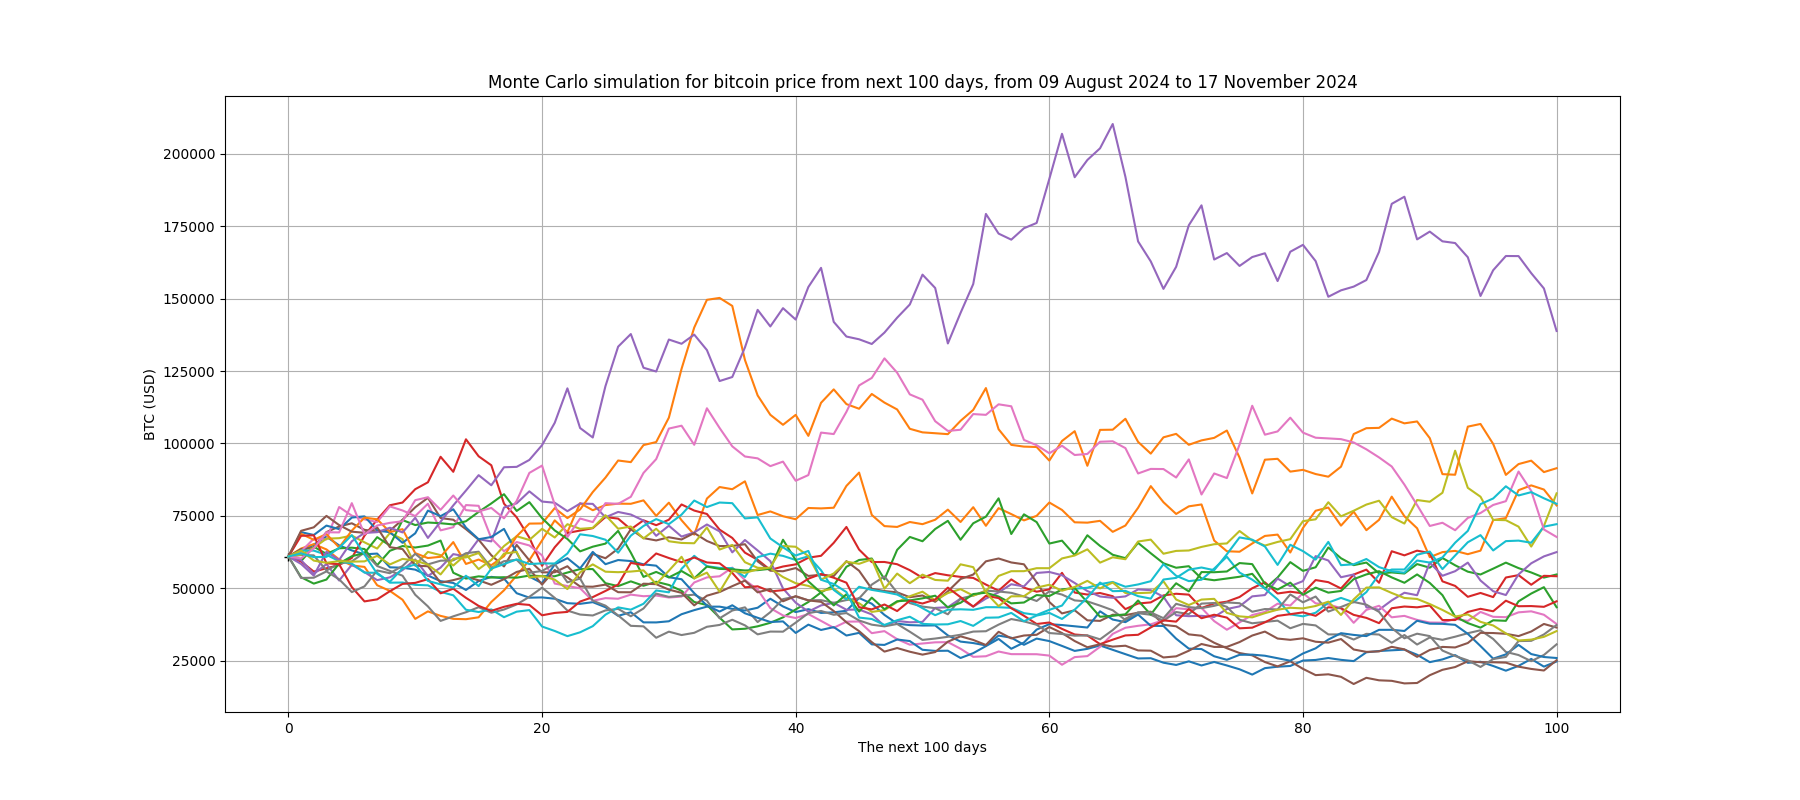 Monte Carlo simulation for bitcoin price from next 100 days, from 09 August 2024 to 17 November 2024
200000
175000
150000
125000
100000
75000
50000
25000
BTC (USD)
0 20 40 60 80 100
The next 100 days